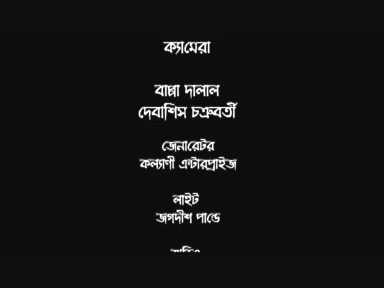 ক্যামেরা
বাপ্পা দালাল
দেবাশিস চক্রবর্তী
জেনারেটর
কল্যাণী এন্টারপ্রাইজ
লাইট
জগদীশ পান্ডে